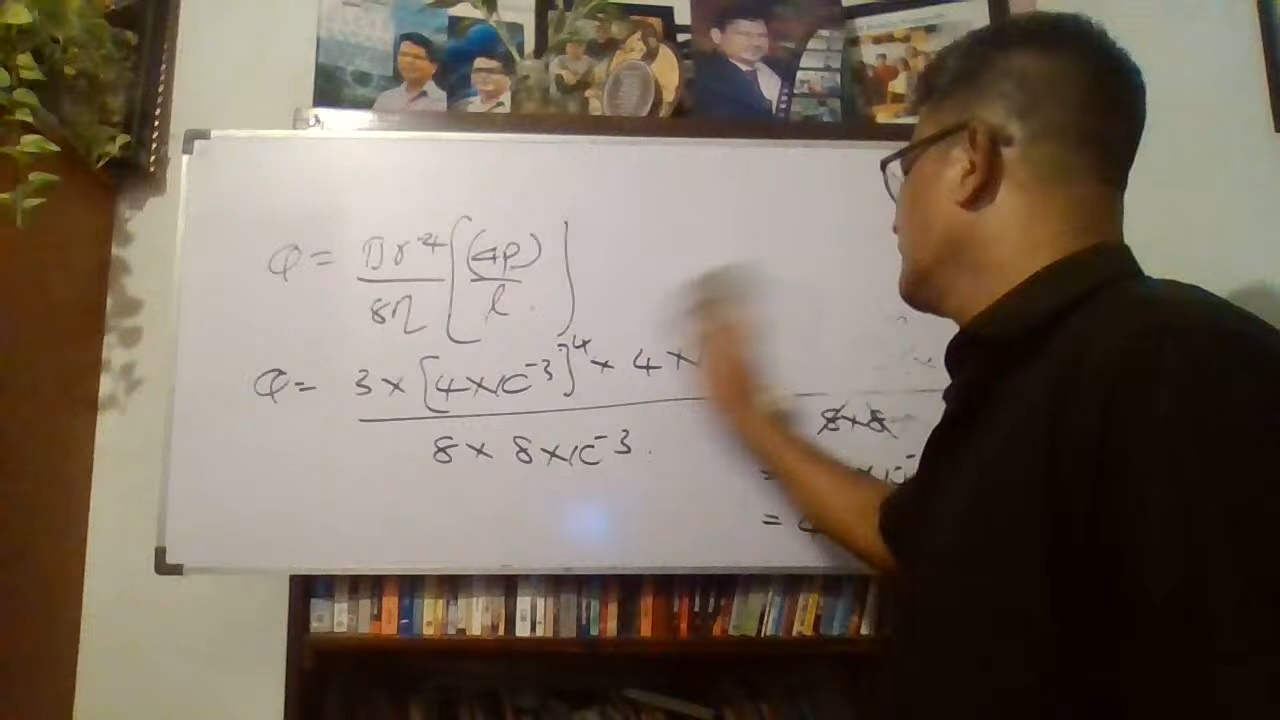 Q = πr⁴/8η [(ΔP)/l]
Q = 3 × [4 × 10⁻³]⁴ × 4 ×
8 × 8 × 10⁻³
8 × 8
=
=